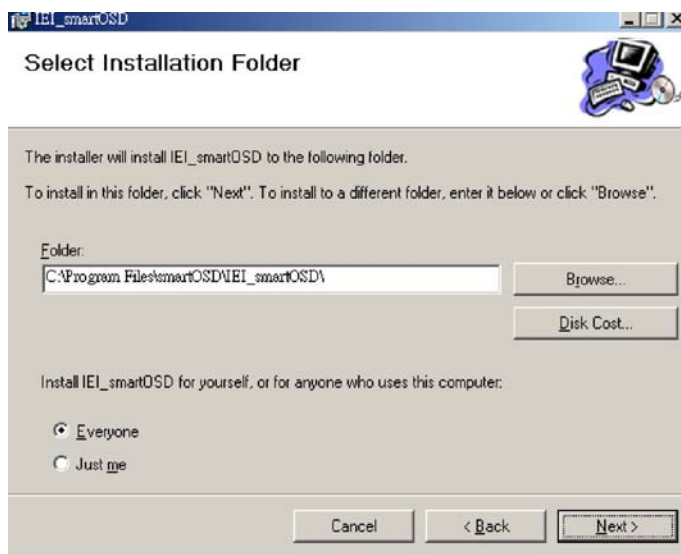 IEI_smartOSD
Select Installation Folder
The installer will install IEI_smartOSD to the following folder.
To install in this folder, click "Next". To install to a different folder, enter it below or click "Browse".
Folder:
C:\Program Files\smartOSD\IEI_smartOSD\
Browse...
Disk Cost...
Install IEI_smartOSD for yourself, or for anyone who uses this computer:
Everyone
Just me
Cancel
< Back
Next >